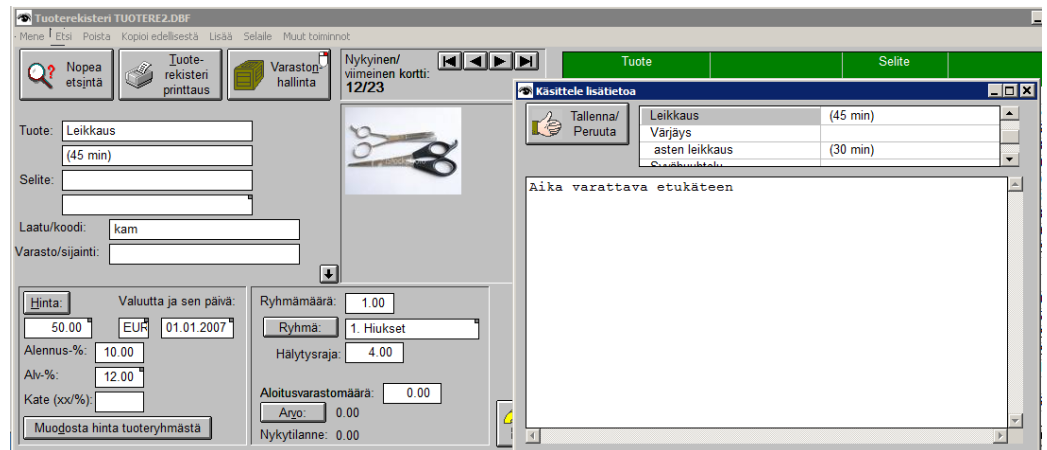 Tuoterekisteri TUOTERE2.DBF
Mene Etsi Poista Kopioi edellisestä Lisää Selaile Muut toiminnot
Nopea etsintä
Tuote-rekisteri printtaus
Varaston hallinta
Nykyinen/
viimeinen kortti:
12/23
Tuote Selite
Käsittele lisätietoa
Tallenna/
Peruuta
Leikkaus (45 min)
Värjäys
asten leikkaus (30 min)
Aika varattava etukäteen
Tuote: Leikkaus
(45 min)
Selite:
Laatu/koodi: kam
Varasto/sijainti:
Hinta: Valuutta ja sen päivä:
50.00 EUR 01.01.2007
Alennus-%: 10.00
Alv-%: 12.00
Kate (xx/%):
Muodosta hinta tuoteryhmästä
Ryhmämäärä: 1.00
Ryhmä: 1. Hiukset
Hälytysraja: 4.00
Aloitusvarastomäärä: 0.00
Arvo: 0.00
Nykytilanne: 0.00